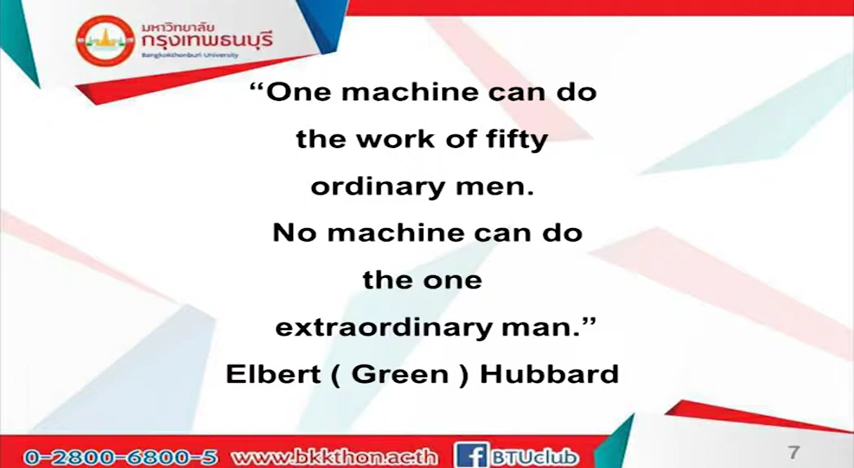 มหาวิทยาลัย
กรุงเทพธนบุรี
Bangkokthonburi University
“One machine can do
the work of fifty
ordinary men.
No machine can do
the one
extraordinary man.”
Elbert ( Green ) Hubbard
0-2800-6800-5 www.bkkthon.ac.th f BTUclub
7